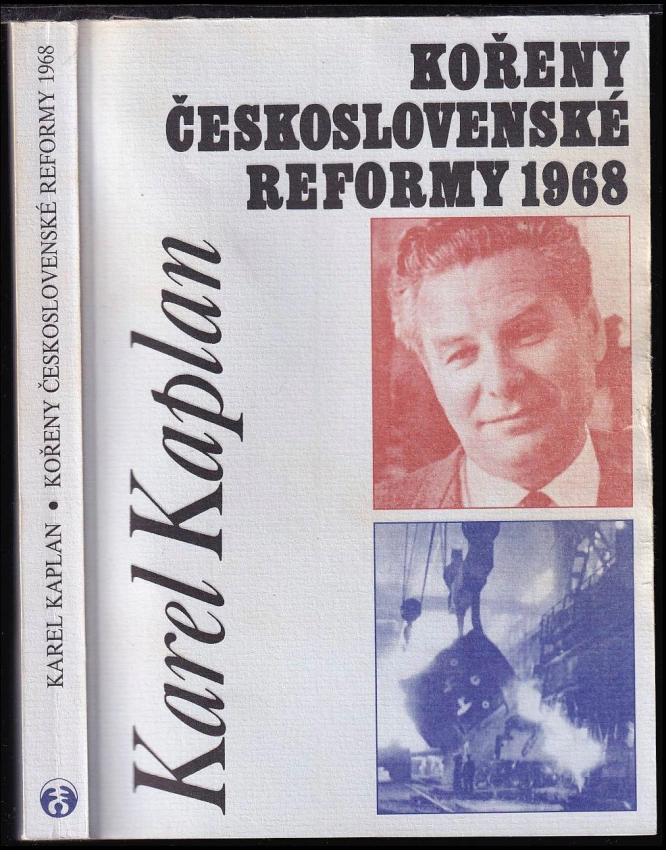 KOŘENY
ČESKOSLOVENSKÉ
REFORMY 1968
Karel Kaplan
KAREL KAPLAN • KOŘENY ČESKOSLOVENSKÉ REFORMY 1968